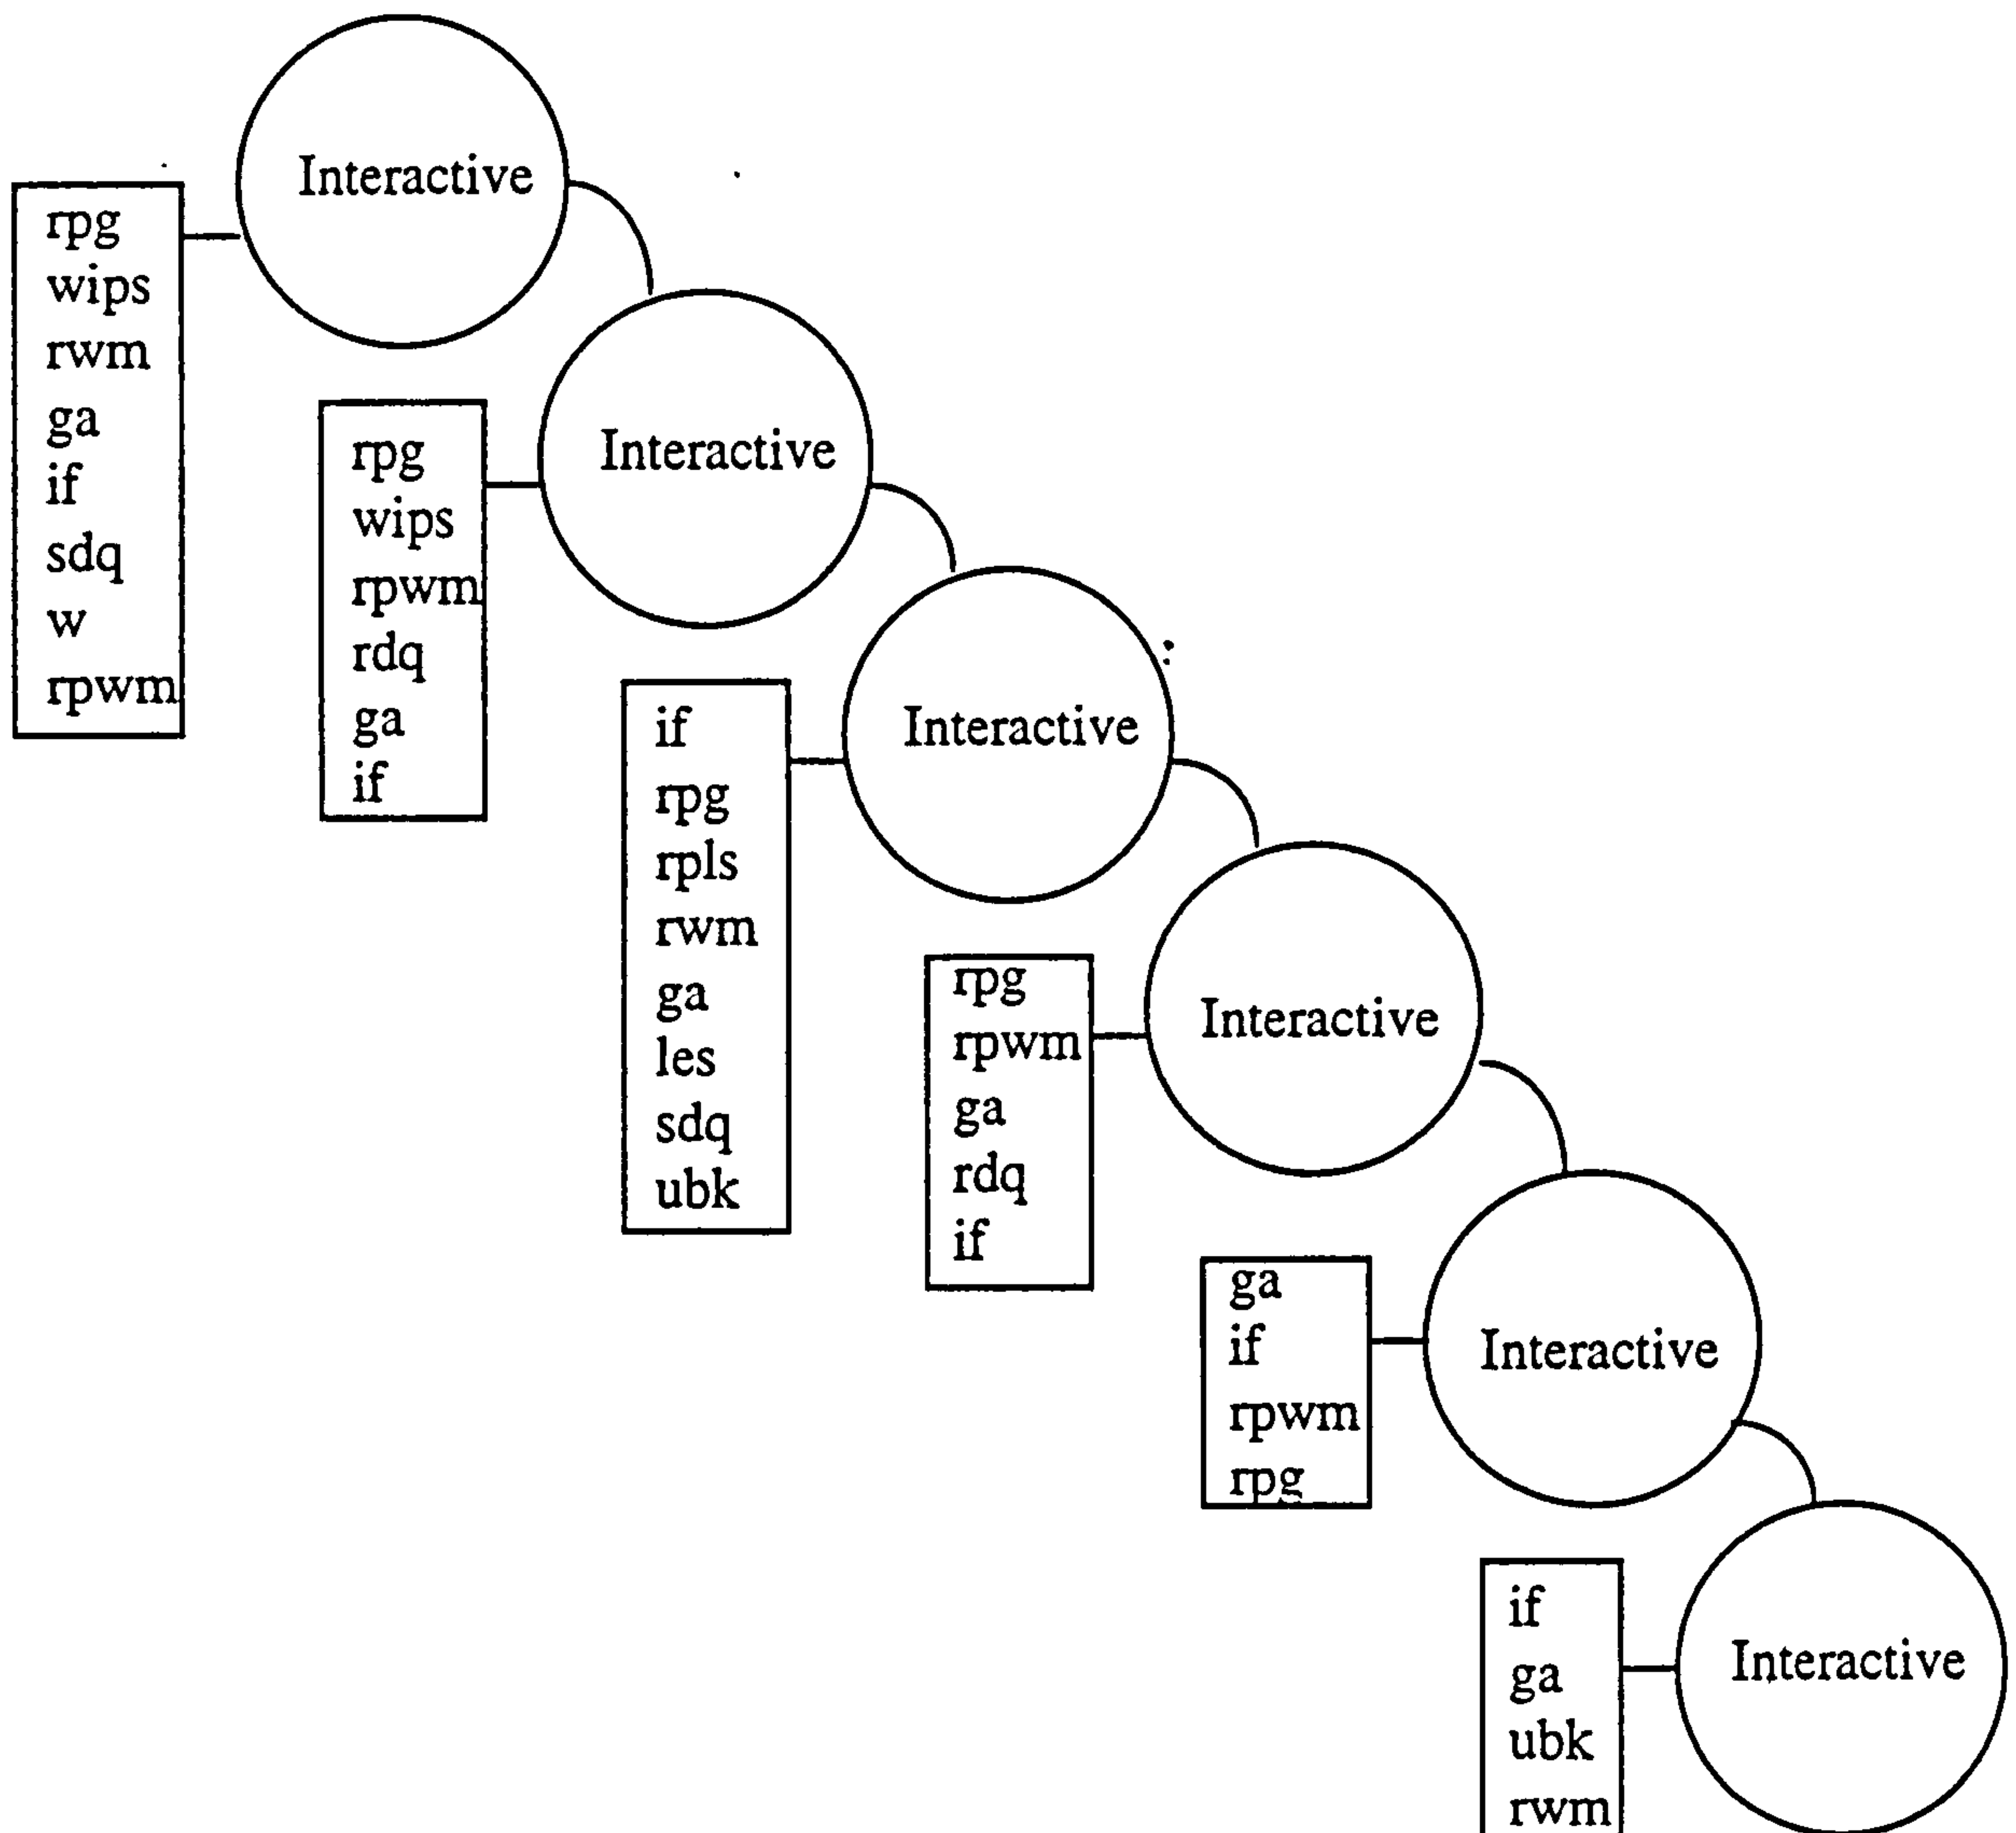 Interactive
rpg
wips
rwm
ga
if
sdq
w
rpwm
Interactive
rpg
wips
rpwm
rdq
ga
if
Interactive
if
rpg
rpls
rwm
ga
les
sdq
ubk
Interactive
rpg
rpwm
ga
rdq
if
Interactive
ga
if
rpwm
rpg
Interactive
if
ga
ubk
rwm